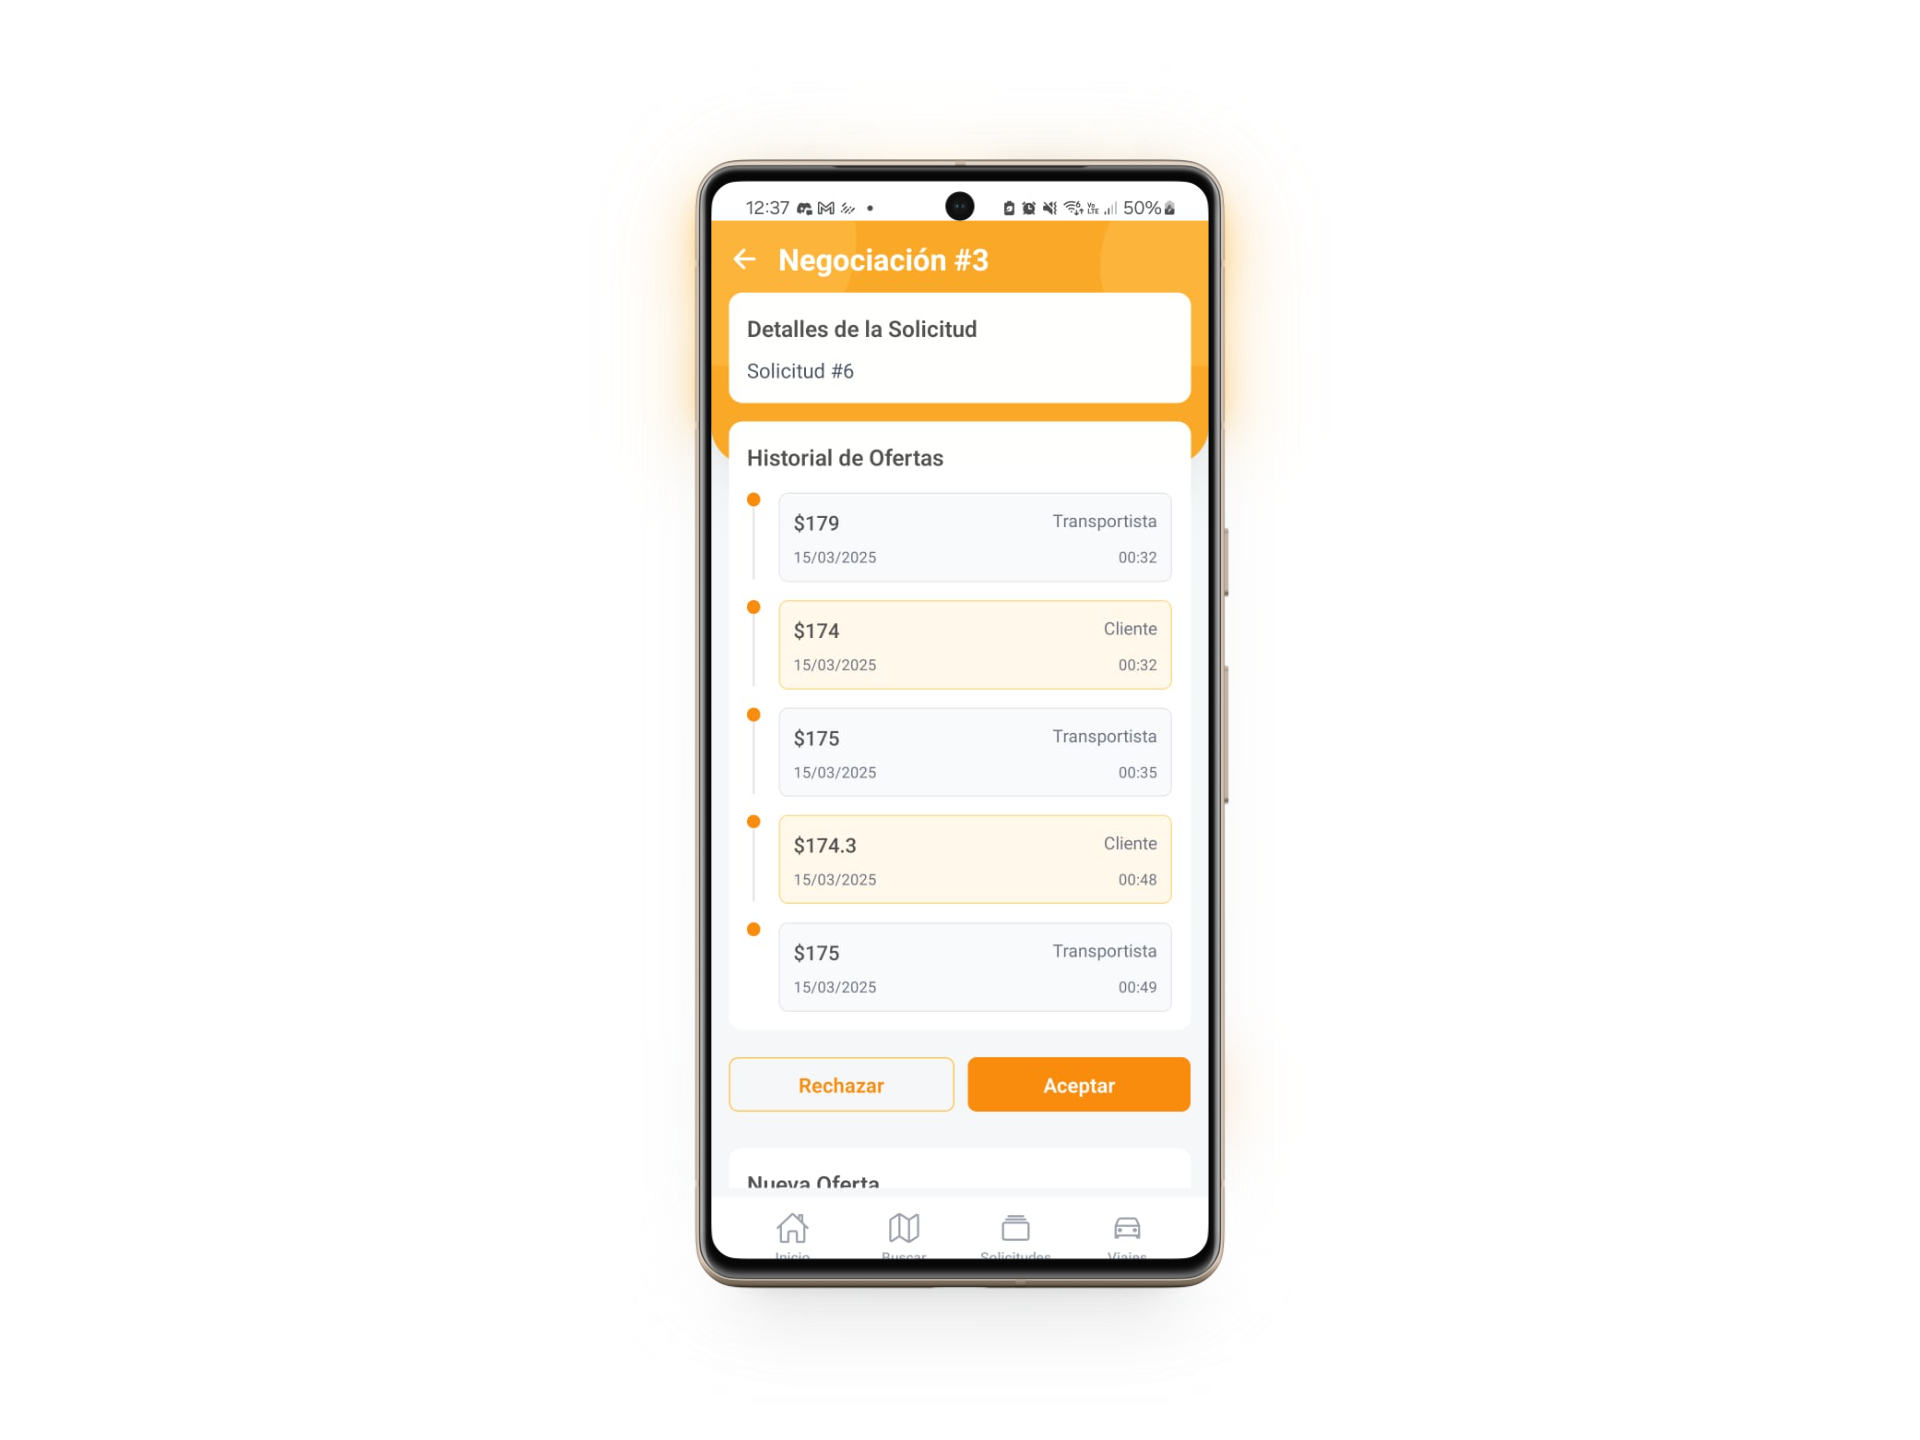 12:37 50%
Negociación #3
Detalles de la Solicitud
Solicitud #6
Historial de Ofertas
$179 Transportista
15/03/2025 00:32
$174 Cliente
15/03/2025 00:32
$175 Transportista
15/03/2025 00:35
$174.3 Cliente
15/03/2025 00:48
$175 Transportista
15/03/2025 00:49
Rechazar Aceptar
Nueva Oferta
Inicio Buscar Solicitudes Viajes